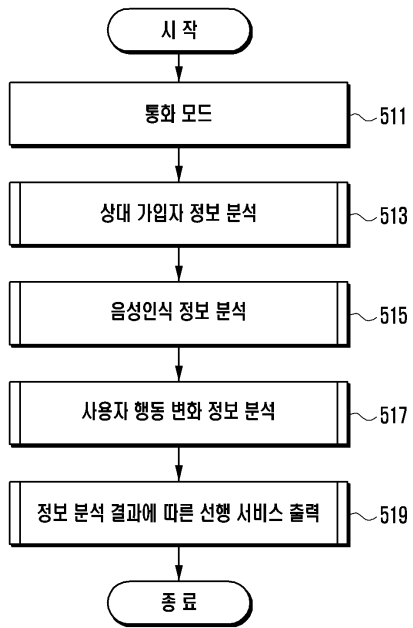 시 작
통화 모드
511
상대 가입자 정보 분석
513
음성인식 정보 분석
515
사용자 행동 변화 정보 분석
517
정보 분석 결과에 따른 선행 서비스 출력
519
종 료